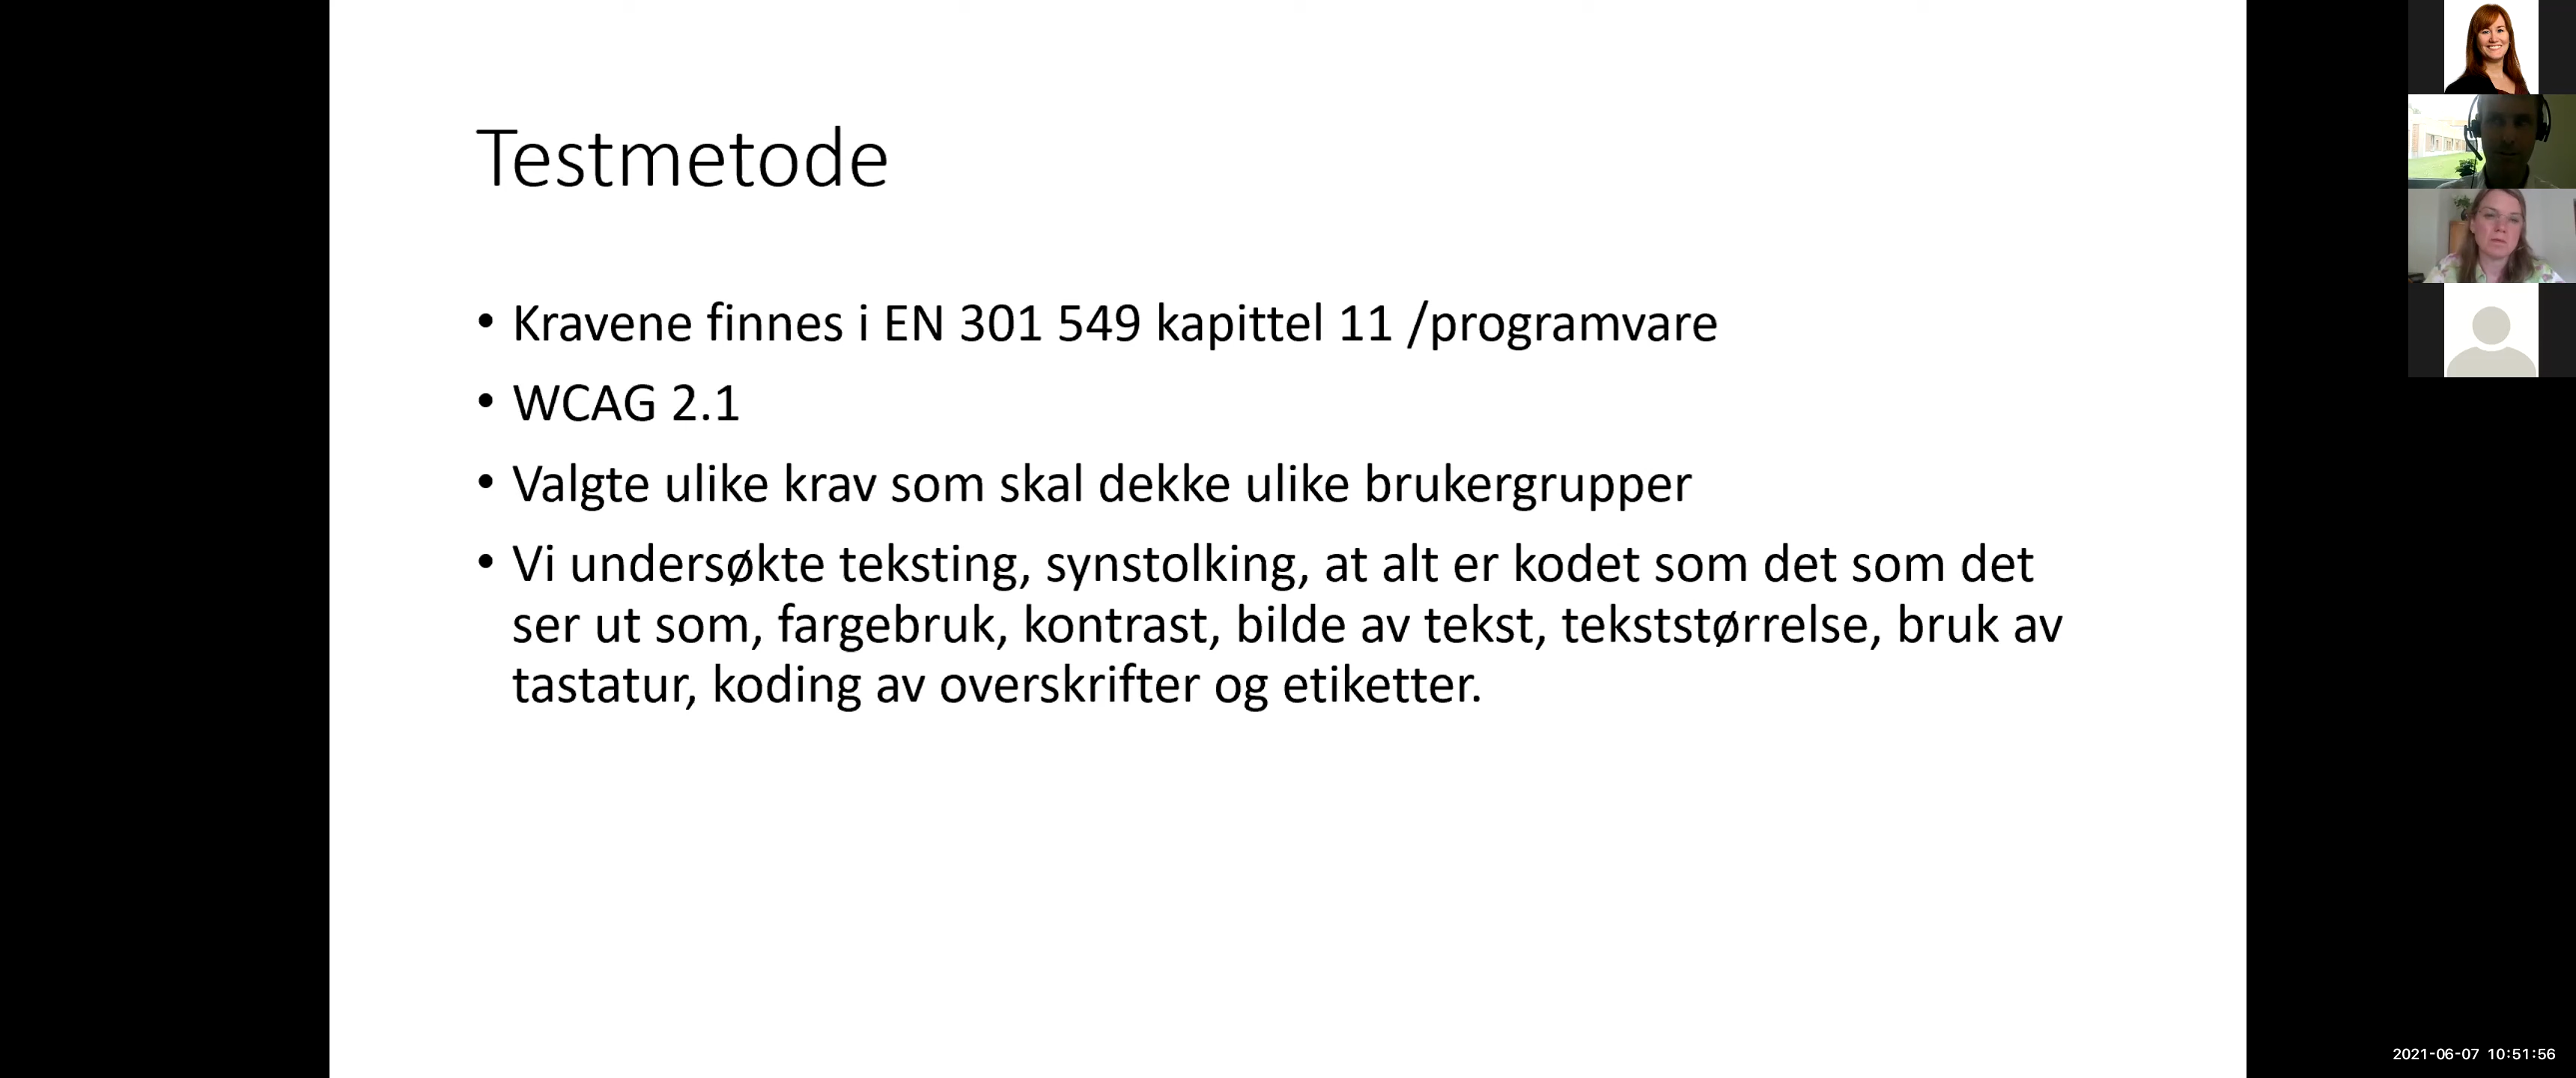 Testmetode
• Kravene finnes i EN 301 549 kapittel 11 /programvare
• WCAG 2.1
• Valgte ulike krav som skal dekke ulike brukergrupper
• Vi undersøkte teksting, synstolking, at alt er kodet som det som det
ser ut som, fargebruk, kontrast, bilde av tekst, tekststørrelse, bruk av
tastatur, koding av overskrifter og etiketter.
2021-06-07 10:51:56